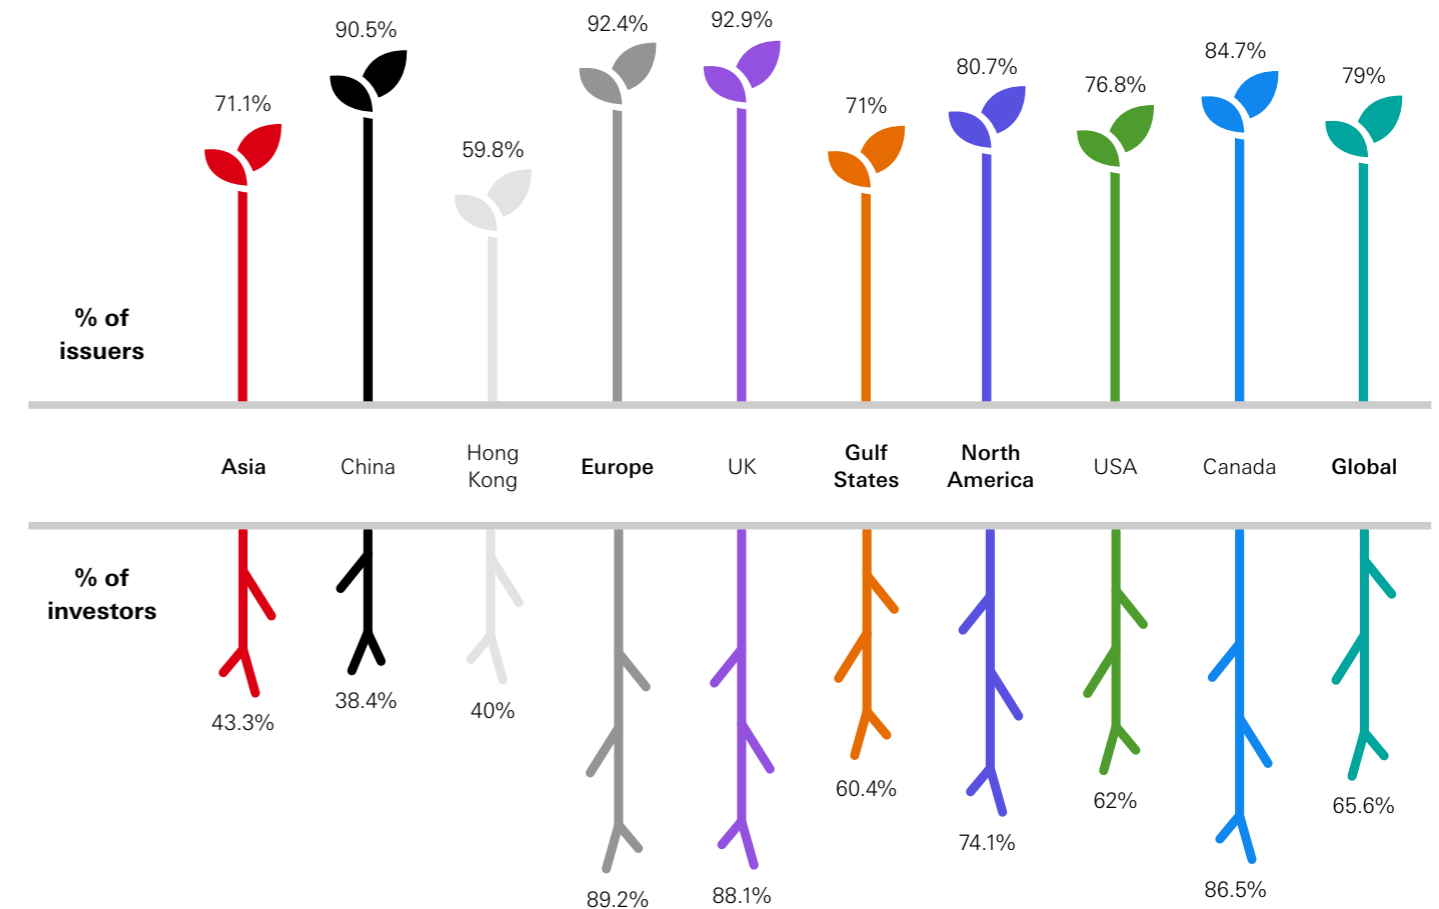 71.1%
90.5%
59.8%
92.4%
92.9%
71%
80.7%
76.8%
84.7%
79%
% of
issuers
Asia
China
Hong
Kong
Europe
UK
Gulf
States
North
America
USA
Canada
Global
% of
investors
43.3%
38.4%
40%
89.2%
88.1%
60.4%
74.1%
62%
86.5%
65.6%